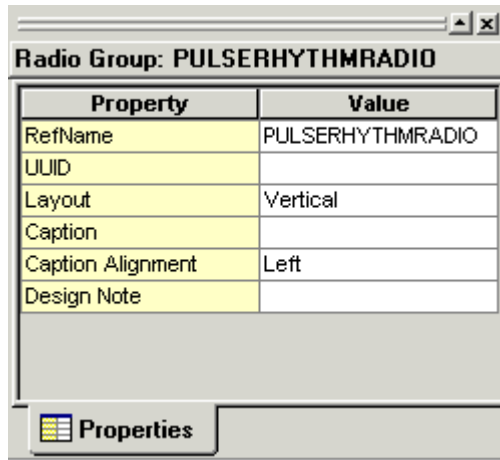 Radio Group: PULSERHYTHMRADIO
Property Value
RefName PULSERHYTHMRADIO
UUID
Layout Vertical
Caption
Caption Alignment Left
Design Note
Properties